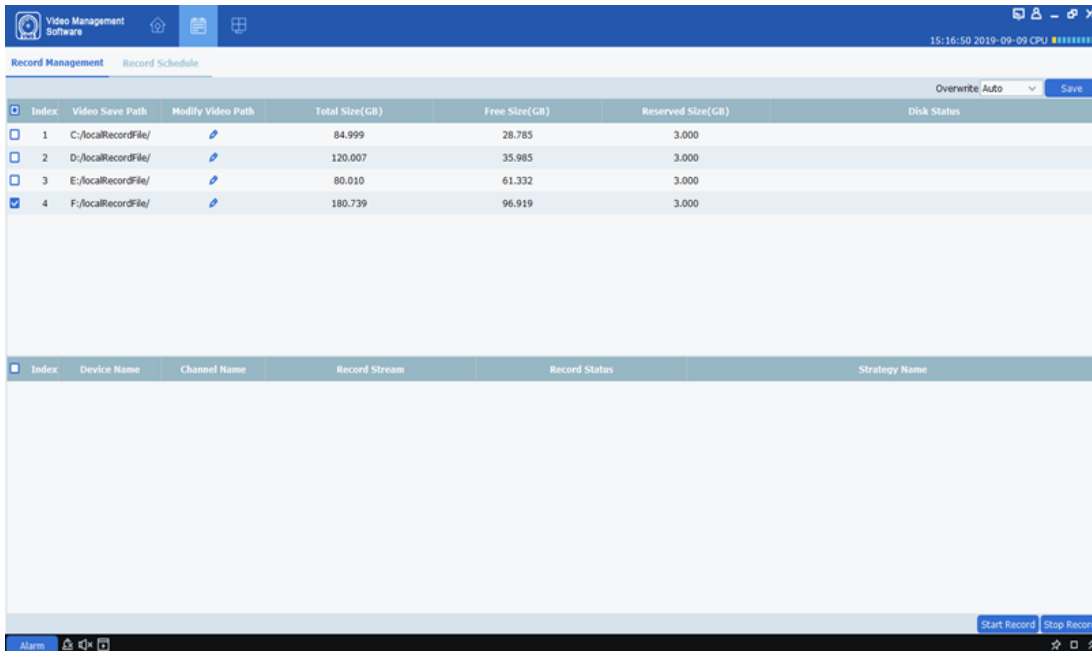 Video Management
Software
15:16:50 2019-09-09 CPU
Record Management Record Schedule
Overwrite Auto Save
Index Video Save Path Modify Video Path Total Size(GB) Free Size(GB) Reserved Size(GB) Disk Status
1 C:/localRecordFile/ 84.999 28.785 3.000
2 D:/localRecordFile/ 120.007 35.985 3.000
3 E:/localRecordFile/ 80.010 61.332 3.000
4 F:/localRecordFile/ 180.739 96.919 3.000
Index Device Name Channel Name Record Stream Record Status Strategy Name
Start Record Stop Recor
Alarm